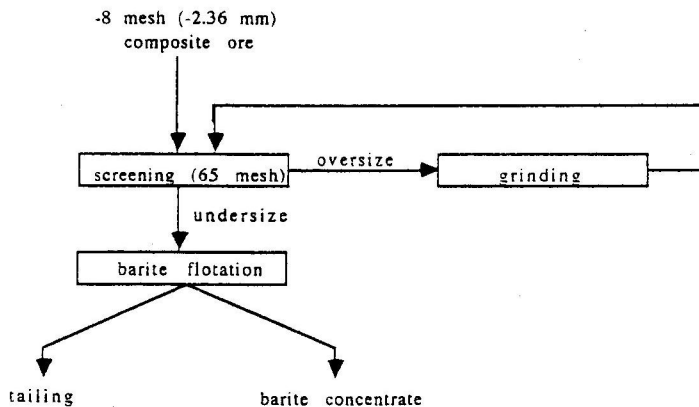 -8 mesh (-2.36 mm)
composite ore
screening (65 mesh)
oversize
grinding
undersize
barite flotation
tailing
barite concentrate